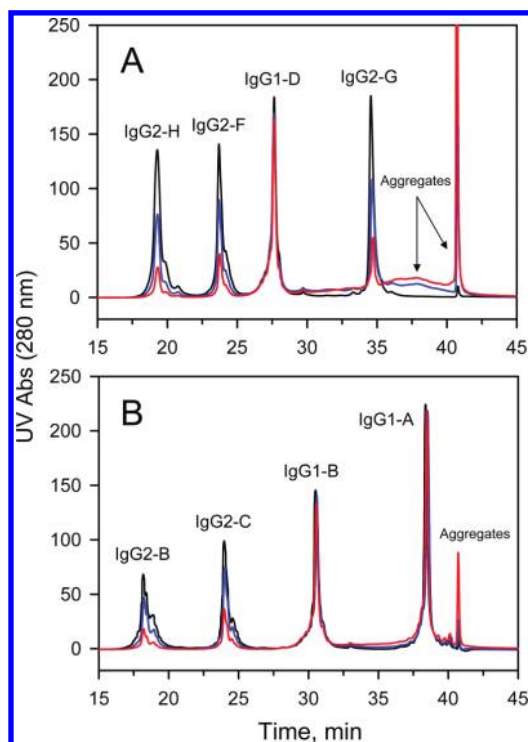 250
A
IgG1-D
IgG2-G
200
IgG2-H
IgG2-F
150
Aggregates
100
50
0
15 20 25 30 35 40 45
UV Abs (280 nm)
250
B
IgG1-A
200
IgG1-B
150
IgG2-C
IgG2-B
100
Aggregates
50
0
15 20 25 30 35 40 45
Time, min